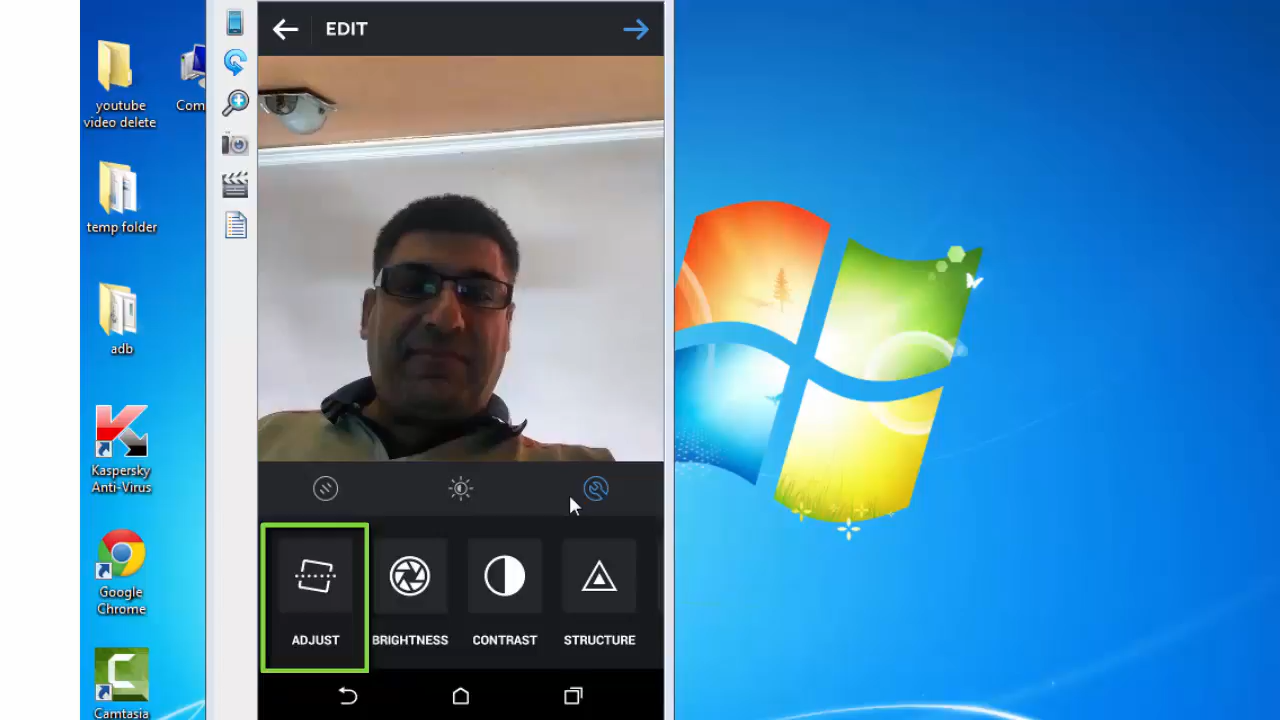 EDIT
youtube
video delete
Com
temp folder
adb
Kaspersky
Anti-Virus
Google
Chrome
Camtasia
ADJUST
BRIGHTNESS
CONTRAST
STRUCTURE